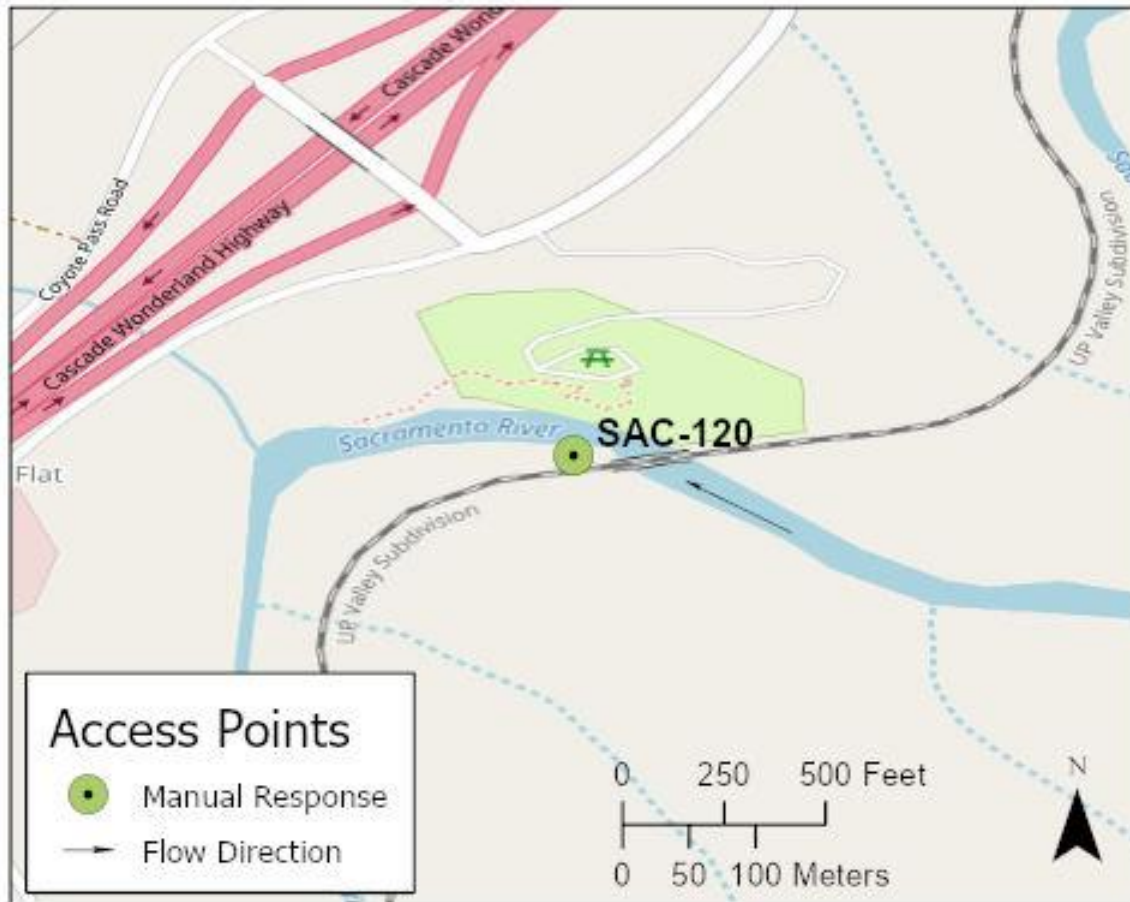 Cascade Wond
Coyote Pass Road
Cascade Wonderland Highway
UP Valley Subdivision
Sacramento River
SAC-120
Flat
UP Valley Subdivision
Access Points
Manual Response
Flow Direction
0 250 500 Feet
0 50 100 Meters
N